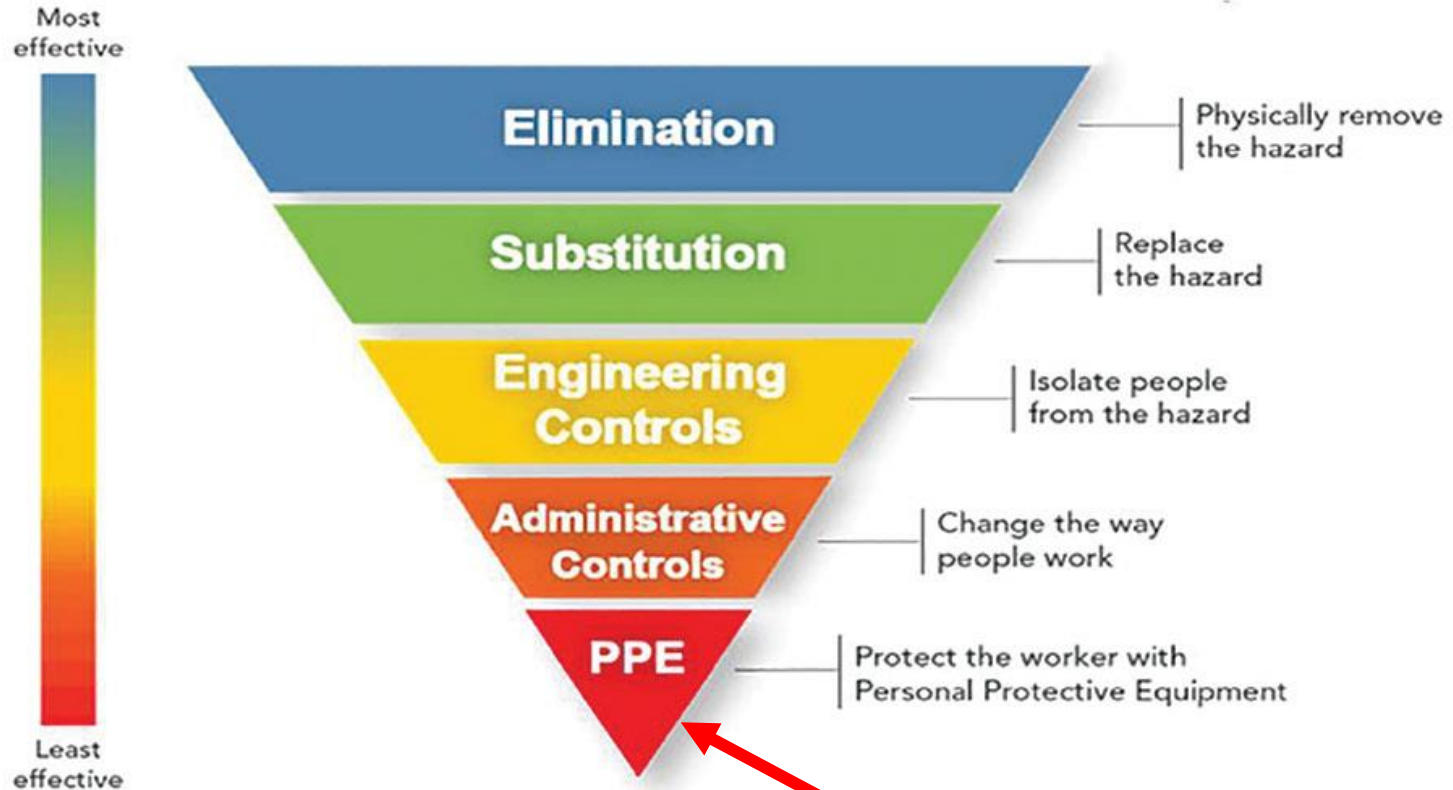 Most
effective
Elimination
Physically remove
the hazard
Substitution
Replace
the hazard
Engineering
Controls
Isolate people
from the hazard
Administrative
Controls
Change the way
people work
PPE
Protect the worker with
Personal Protective Equipment
Least
effective